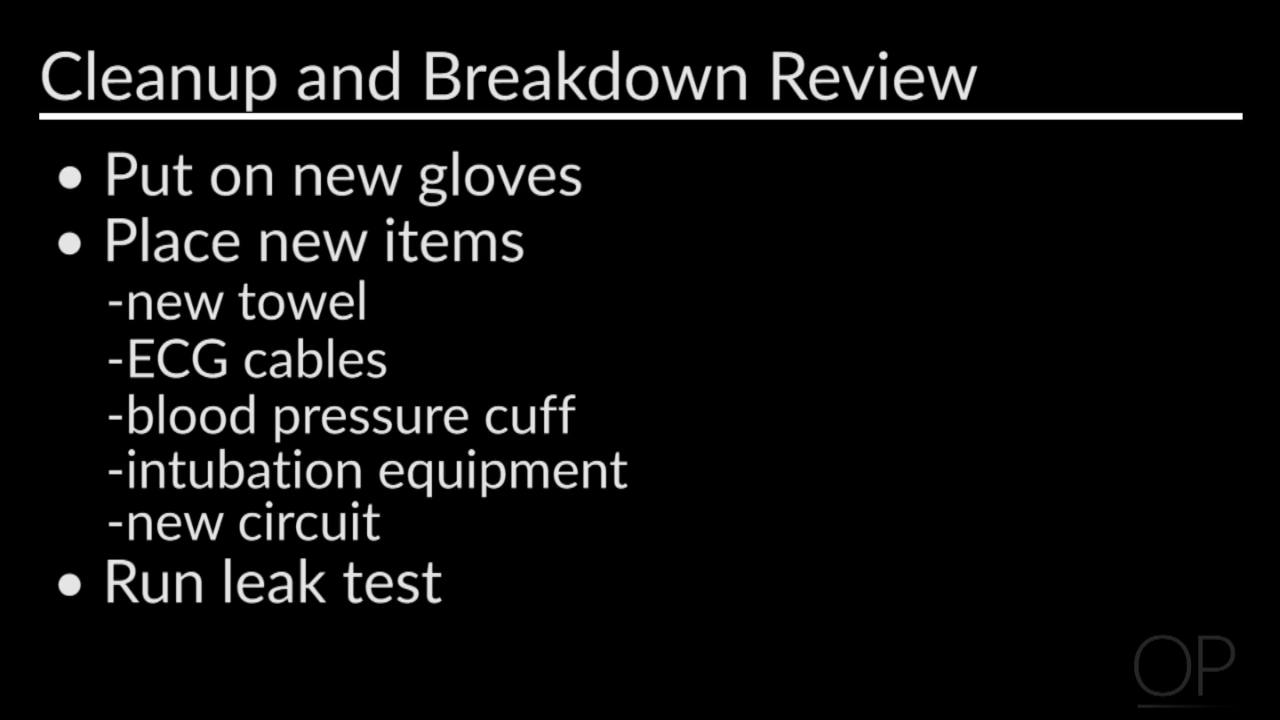 Cleanup and Breakdown Review
• Put on new gloves
• Place new items
-new towel
-ECG cables
-blood pressure cuff
-intubation equipment
-new circuit
• Run leak test
OP